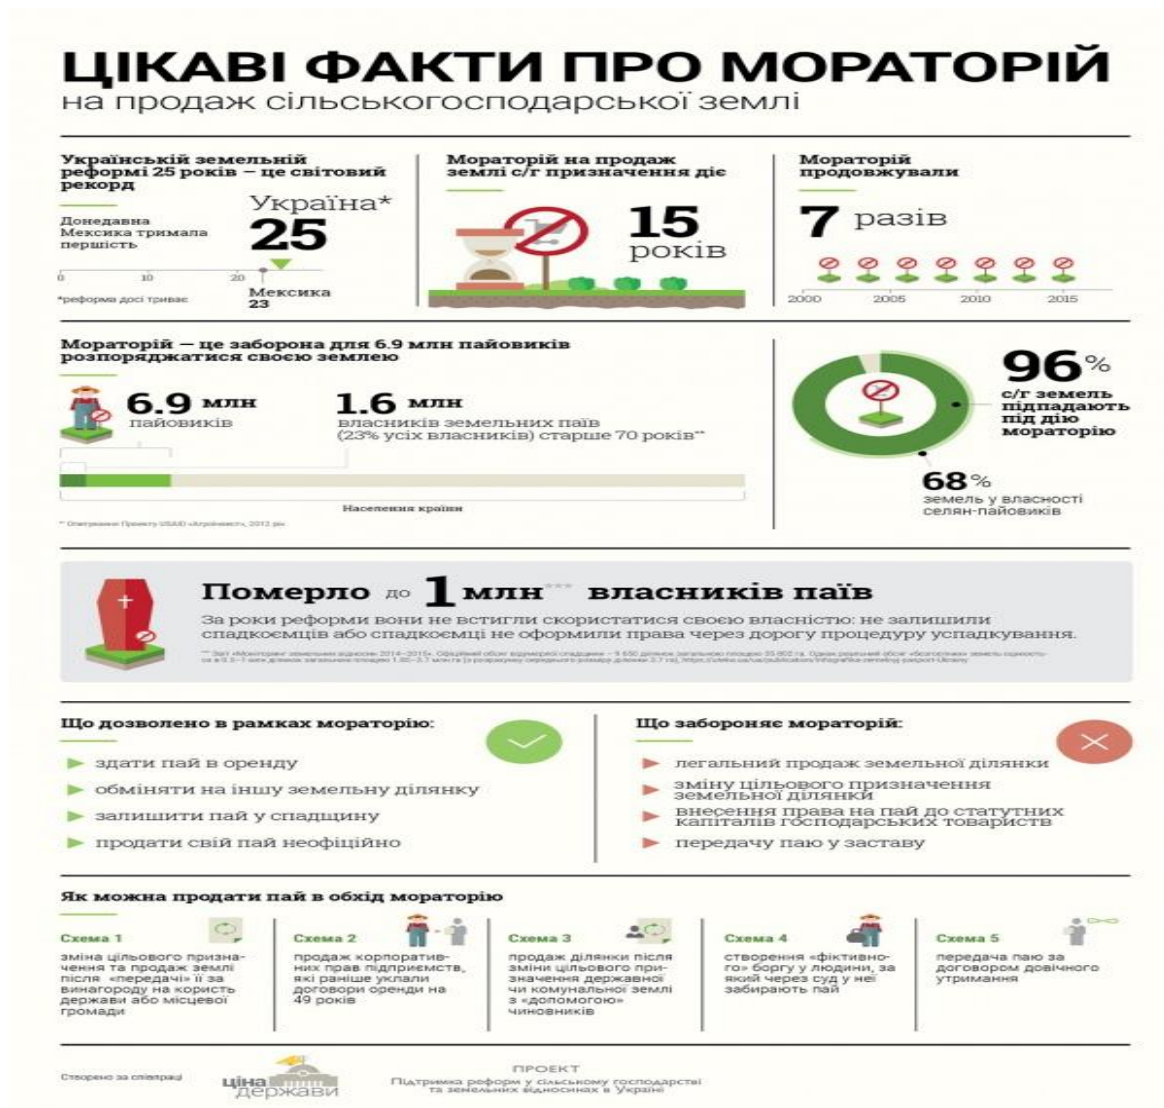 ЦІКАВІ ФАКТИ ПРО МОРАТОРІЙ
на продаж сільськогосподарської землі
Українській земельній
реформі 25 років — це світовий
рекорд
Донедавна
Мексика тримала
першість
Україна*
25
0 10 20
Мексика
23
*реформа досі триває
Мораторій на продаж
землі с/г призначення діє
15
років
Мораторій
продовжували
7 разів
2000 2005 2010 2015
Мораторій — це заборона для 6.9 млн пайовиків
розпоряджатися своєю землею
6.9 млн
пайовиків
1.6 млн
власників земельних паїв
(23% усіх власників) старше 70 років**
Населення країни
** Опитування Проекту USAID «АгроІнвест», 2012 рік
96%
с/г земель
підпадають
під дію
мораторію
68%
земель у власності
селян-пайовиків
Померло до 1 млн*** власників паїв
За роки реформи вони не встигли скористатися своєю власністю: не залишили
спадкоємців або спадкоємці не оформили права через дорогу процедуру успадкування.
Що дозволено в рамках мораторію:
здати пай в оренду
обміняти на іншу земельну ділянку
залишити пай у спадщину
продати свій пай неофіційно
Що забороняє мораторій:
легальний продаж земельної ділянки
зміну цільового призначення
земельної ділянки
внесення права на пай до статутних
капіталів господарських товариств
передачу паю у заставу
Як можна продати пай в обхід мораторію
Схема 1
зміна цільового призна-
чення та продаж землі
після «передачі» її за
винагороду на користь
держави або місцевої
громади
Схема 2
продаж корпоратив-
них прав підприємств,
які раніше уклали
договори оренди на
49 років
Схема 3
продаж ділянки після
зміни цільового при-
значення державної
чи комунальної землі
з «допомогою»
чиновників
Схема 4
створення «фіктивно-
го» боргу у людини, за
який через суд у неї
забирають пай
Схема 5
передача паю за
договором довічного
утримання
Створено за співпраці
ціна
держави
ПРОЕКТ
Підтримка реформ у сільському господарстві
та земельних відносинах в Україні